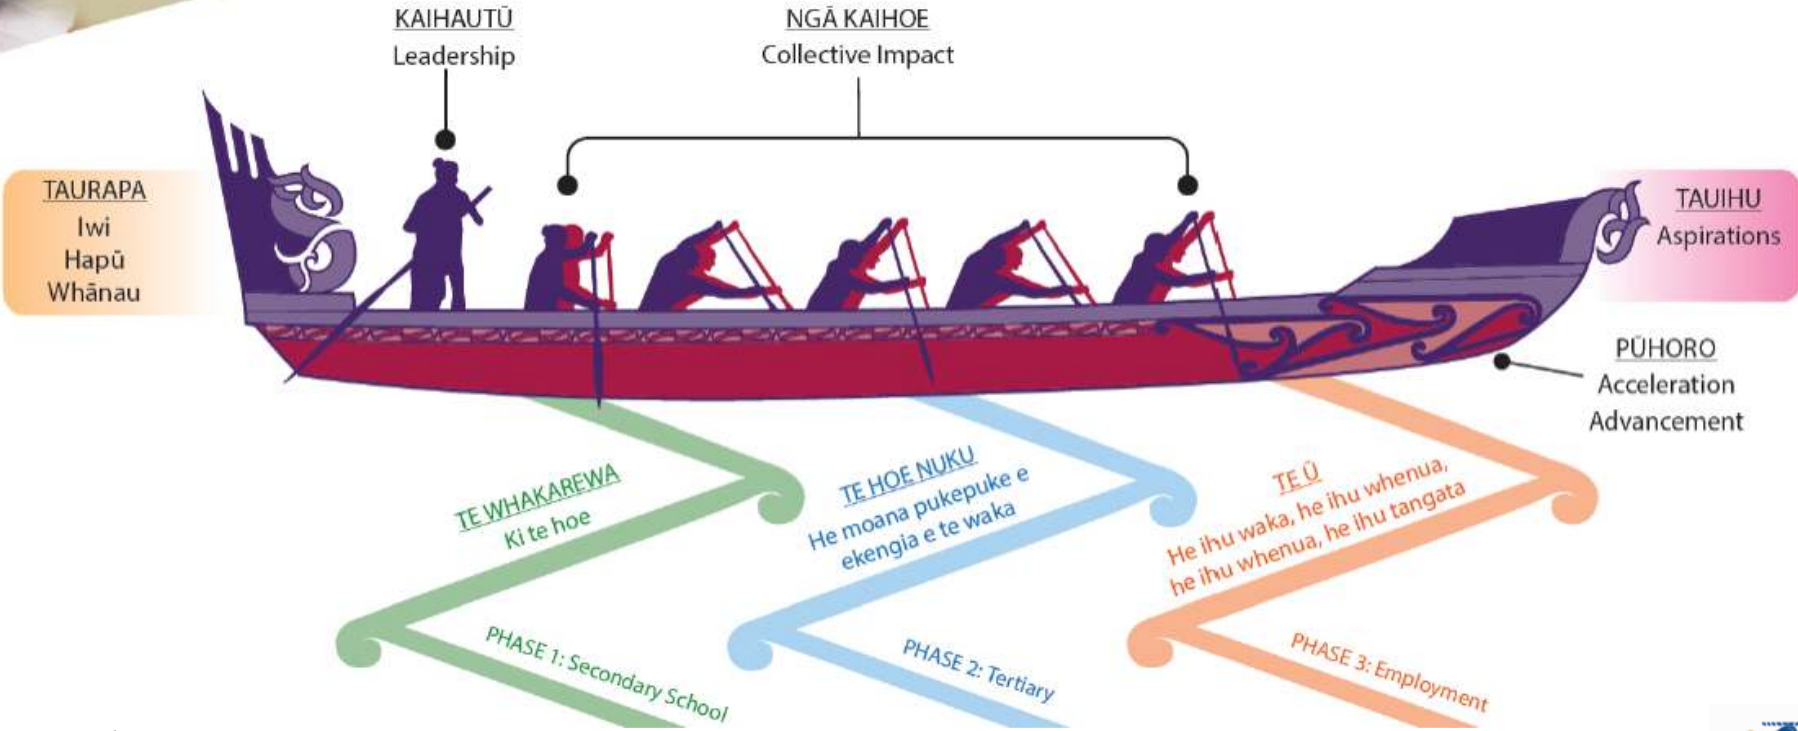 KAIHAUTŪ
Leadership
NGĀ KAIHOE
Collective Impact
TAURAPA
Iwi
Hapū
Whānau
TAUIHU
Aspirations
PŪHORO
Acceleration
Advancement
TE WHAKAREWA
Ki te hoe
PHASE 1: Secondary School
TE HOE NUKU
He moana pukepuke e
ekengia e te waka
PHASE 2: Tertiary
TE Ū
He ihu waka, he ihu whenua,
he ihu whenua, he ihu tangata
PHASE 3: Employment